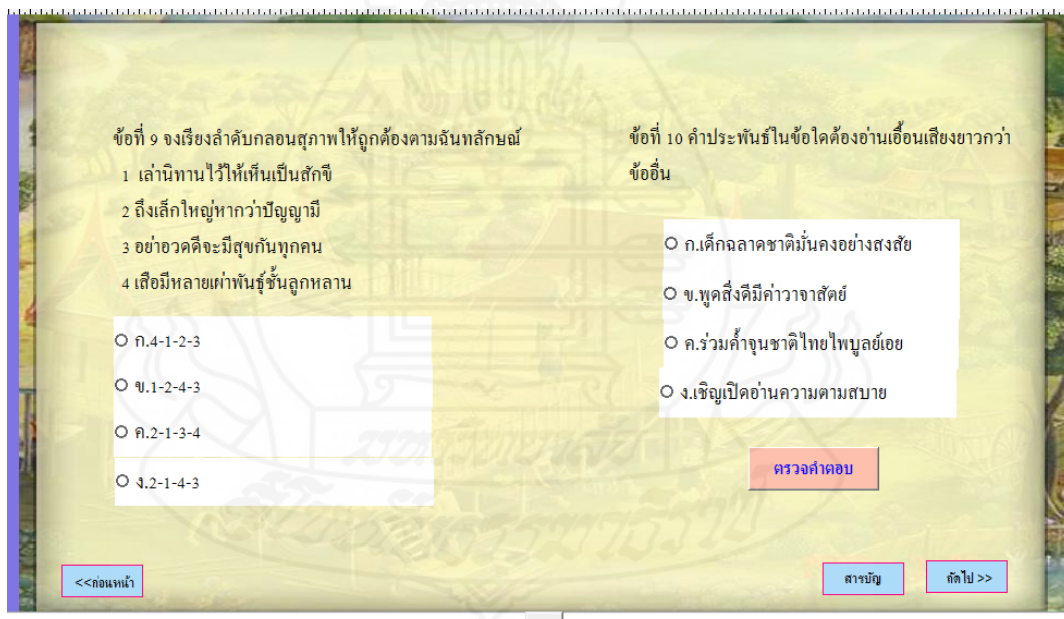 ข้อที่ 9 จงเรียงลำดับกลอนสุภาพให้ถูกต้องตามฉันทลักษณ์
1 เล่านิทานไว้ให้เห็นเป็นสักขี
2 ถึงเล็กใหญ่หากว่าปัญญามี
3 อย่าอวดดีจะมีสุขกันทุกคน
4 เสือมีหลายเผ่าพันธุ์ชั้นลูกหลาน
ก.4-1-2-3
ข.1-2-4-3
ค.2-1-3-4
ง.2-1-4-3
ข้อที่ 10 คำประพันธ์ในข้อใดต้องอ่านเอื้อนเสียงยาวกว่า
ข้ออื่น
ก.เด็กฉลาดชาติมั่นคงอย่างสงสัย
ข.พูดสิ่งดีมีค่าวาจาสัตย์
ค.ร่วมค้ำจุนชาติไทยไพบูลย์เอย
ง.เชิญเปิดอ่านความตามสบาย
ตรวจคำตอบ
<<ก่อนหน้า
สารบัญ
ถัดไป >>